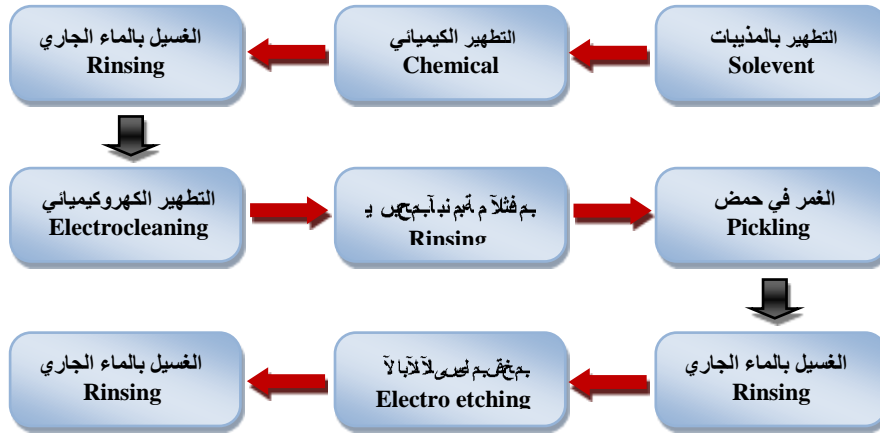 التطهير بالمذيبات
Solevent
التطهير الكيميائي
Chemical
الغسيل بالماء الجاري
Rinsing
التطهير الكهروكيميائي
Electrocleaning
Rinsing
الغمر في حمض
Pickling
الغسيل بالماء الجاري
Rinsing
Electro etching
الغسيل بالماء الجاري
Rinsing